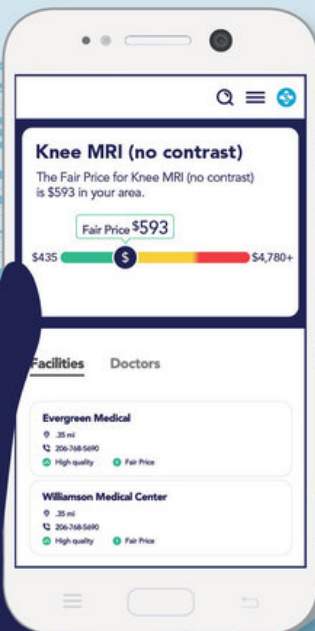 Knee MRI (no contrast)
The Fair Price for Knee MRI (no contrast)
is $593 in your area.
Fair Price $593
$435 $ $4,780+
Facilities Doctors
Evergreen Medical
.35 mi
206-768-5690
High quality Fair Price
Williamson Medical Center
.35 mi
206-768-5690
High quality Fair Price